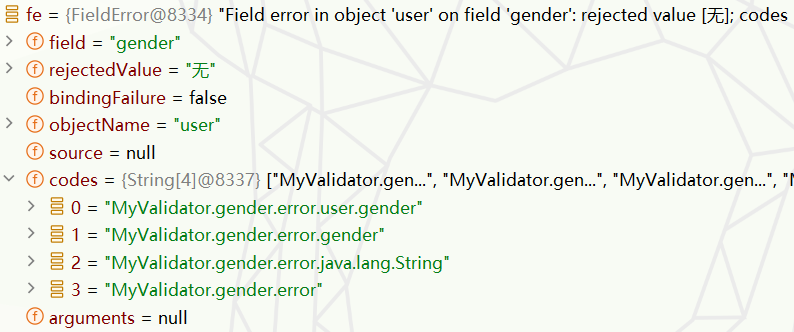 fe = {FieldError@8334} "Field error in object 'user' on field 'gender': rejected value [无]; codes
f field = "gender"
f rejectedValue = "无"
f bindingFailure = false
f objectName = "user"
f source = null
f codes = {String[4]@8337} ["MyValidator.gen...", "MyValidator.gen...", "MyValidator.gen...", "M
0 = "MyValidator.gender.error.user.gender"
1 = "MyValidator.gender.error.gender"
2 = "MyValidator.gender.error.java.lang.String"
3 = "MyValidator.gender.error"
f arguments = null